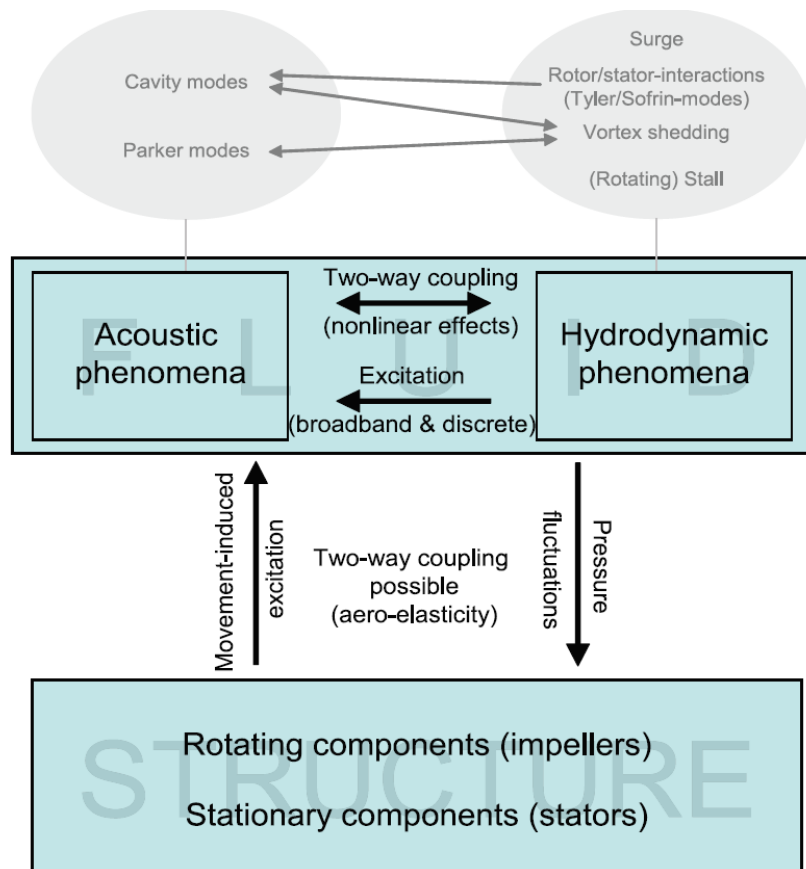 Surge
Cavity modes
Rotor/stator-interactions
(Tyler/Sofrin-modes)
Parker modes
Vortex shedding
(Rotating) Stall
FLUID
Acoustic
phenomena
Two-way coupling
(nonlinear effects)
Excitation
(broadband & discrete)
Hydrodynamic
phenomena
Movement-induced
excitation
Two-way coupling
possible
(aero-elasticity)
Pressure
fluctuations
STRUCTURE
Rotating components (impellers)
Stationary components (stators)